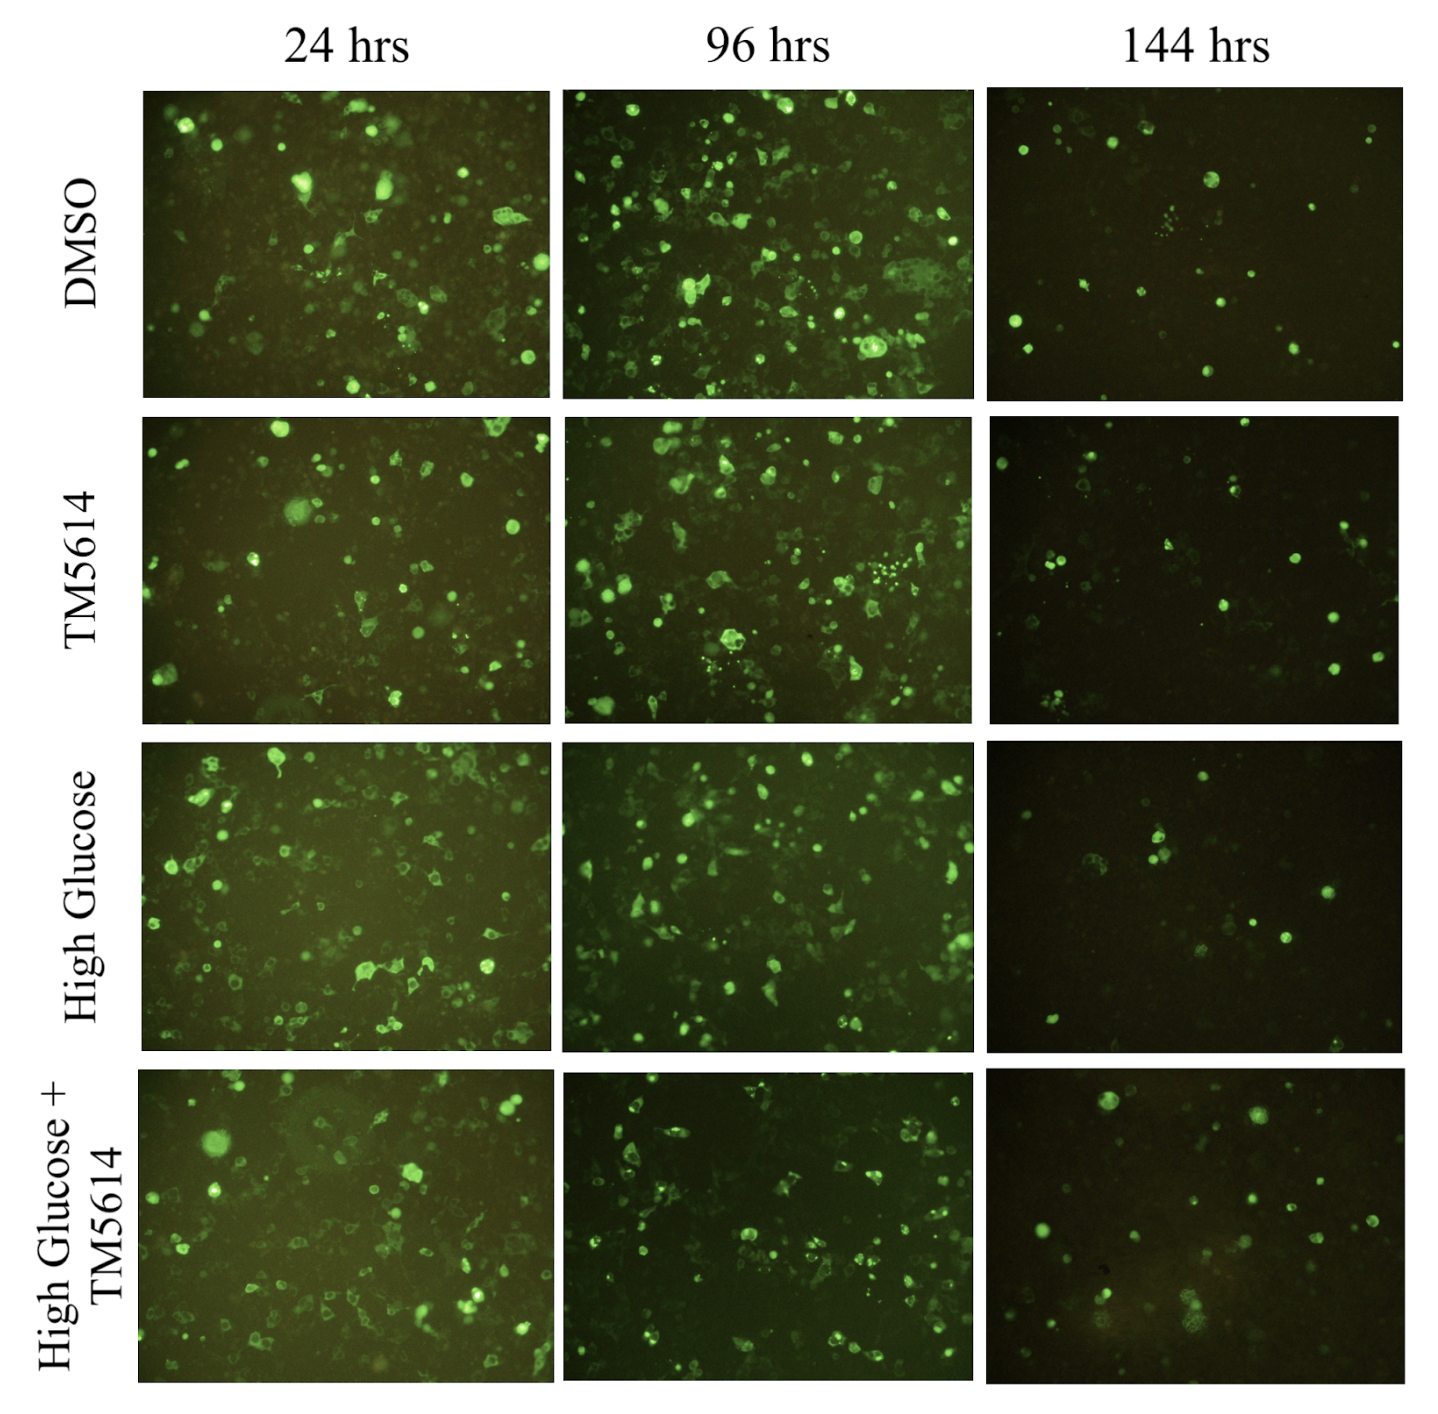 24 hrs
96 hrs
144 hrs
DMSO
TM5614
High Glucose
High Glucose +
TM5614